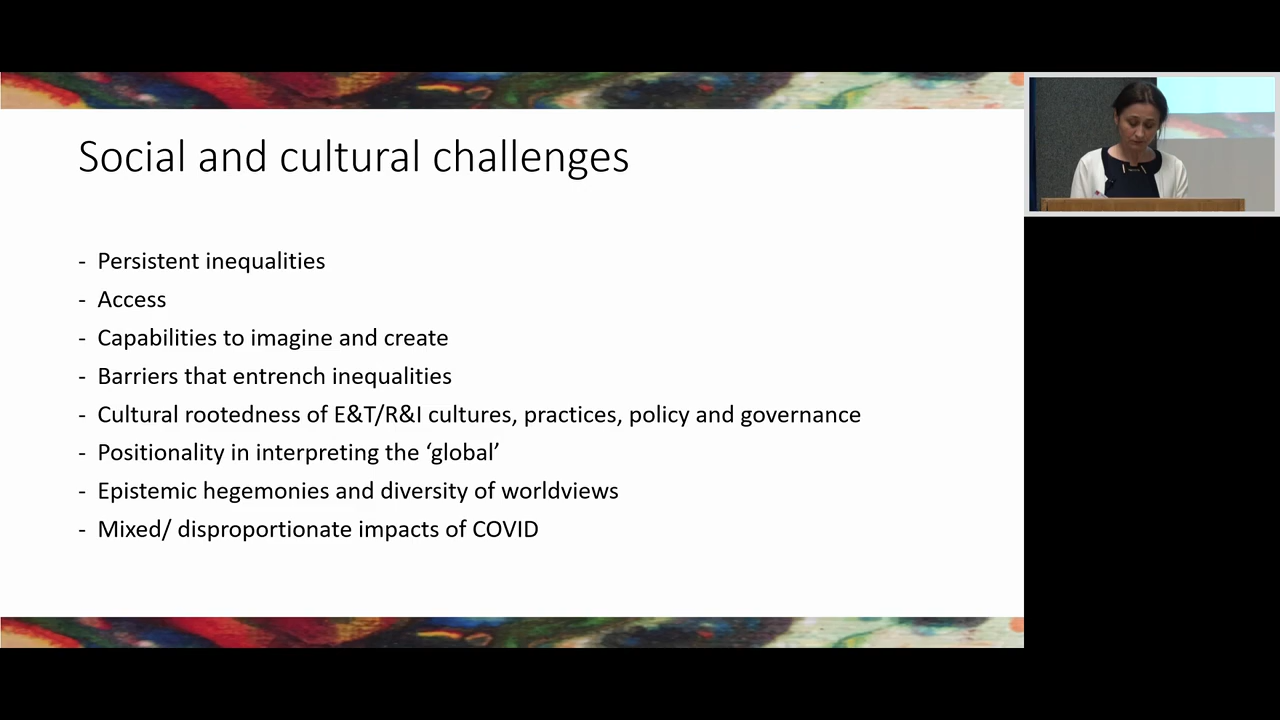 Social and cultural challenges
- Persistent inequalities
- Access
- Capabilities to imagine and create
- Barriers that entrench inequalities
- Cultural rootedness of E&T/R&I cultures, practices, policy and governance
- Positionality in interpreting the ‘global’
- Epistemic hegemonies and diversity of worldviews
- Mixed/ disproportionate impacts of COVID